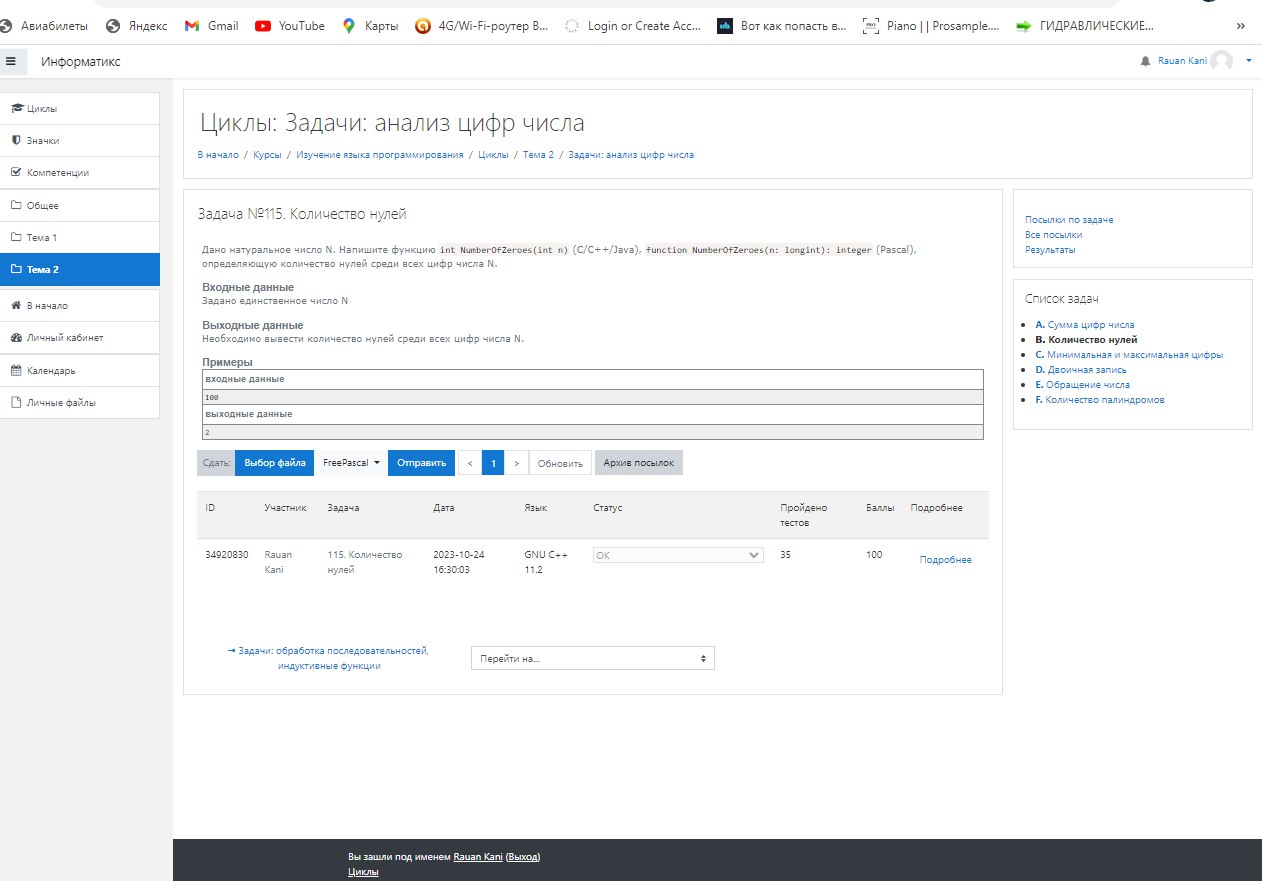 Авиабилеты Яндекс Gmail YouTube Карты 4G/Wi-Fi-роутер В... Login or Create Acc... Вот как попасть в... Piano | | Prosample.... ГИДРАВЛИЧЕСКИЕ... »
Информатикс Rauan Kani
Циклы
Значки
Компетенции
Общее
Тема 1
Тема 2
В начало
Личный кабинет
Календарь
Личные файлы
Циклы: Задачи: анализ цифр числа
В начало / Курсы / Изучение языка программирования / Циклы / Тема 2 / Задачи: анализ цифр числа
Задача №115. Количество нулей
Дано натуральное число N. Напишите функцию int NumberOfZeroes(int n) (C/C++/Java), function NumberOfZeroes(n: longint): integer (Pascal),
определяющую количество нулей среди всех цифр числа N.
Входные данные
Задано единственное число N
Выходные данные
Необходимо вывести количество нулей среди всех цифр числа N.
Примеры
входные данные
100
выходные данные
2
Сдать: Выбор файла FreePascal Отправить < 1 > Обновить Архив посылок
ID Участник Задача Дата Язык Статус Пройдено тестов Баллы Подробнее
34920830 Rauan Kani 115. Количество нулей 2023-10-24 16:30:03 GNU C++ 11.2 OK 35 100 Подробнее
→ Задачи: обработка последовательностей,
индуктивные функции
Перейти на...
Посылки по задаче
Все посылки
Результаты
Список задач
A. Сумма цифр числа
B. Количество нулей
C. Минимальная и максимальная цифры
D. Двоичная запись
E. Обращение числа
F. Количество палиндромов
Вы зашли под именем Rauan Kani (Выход)
Циклы